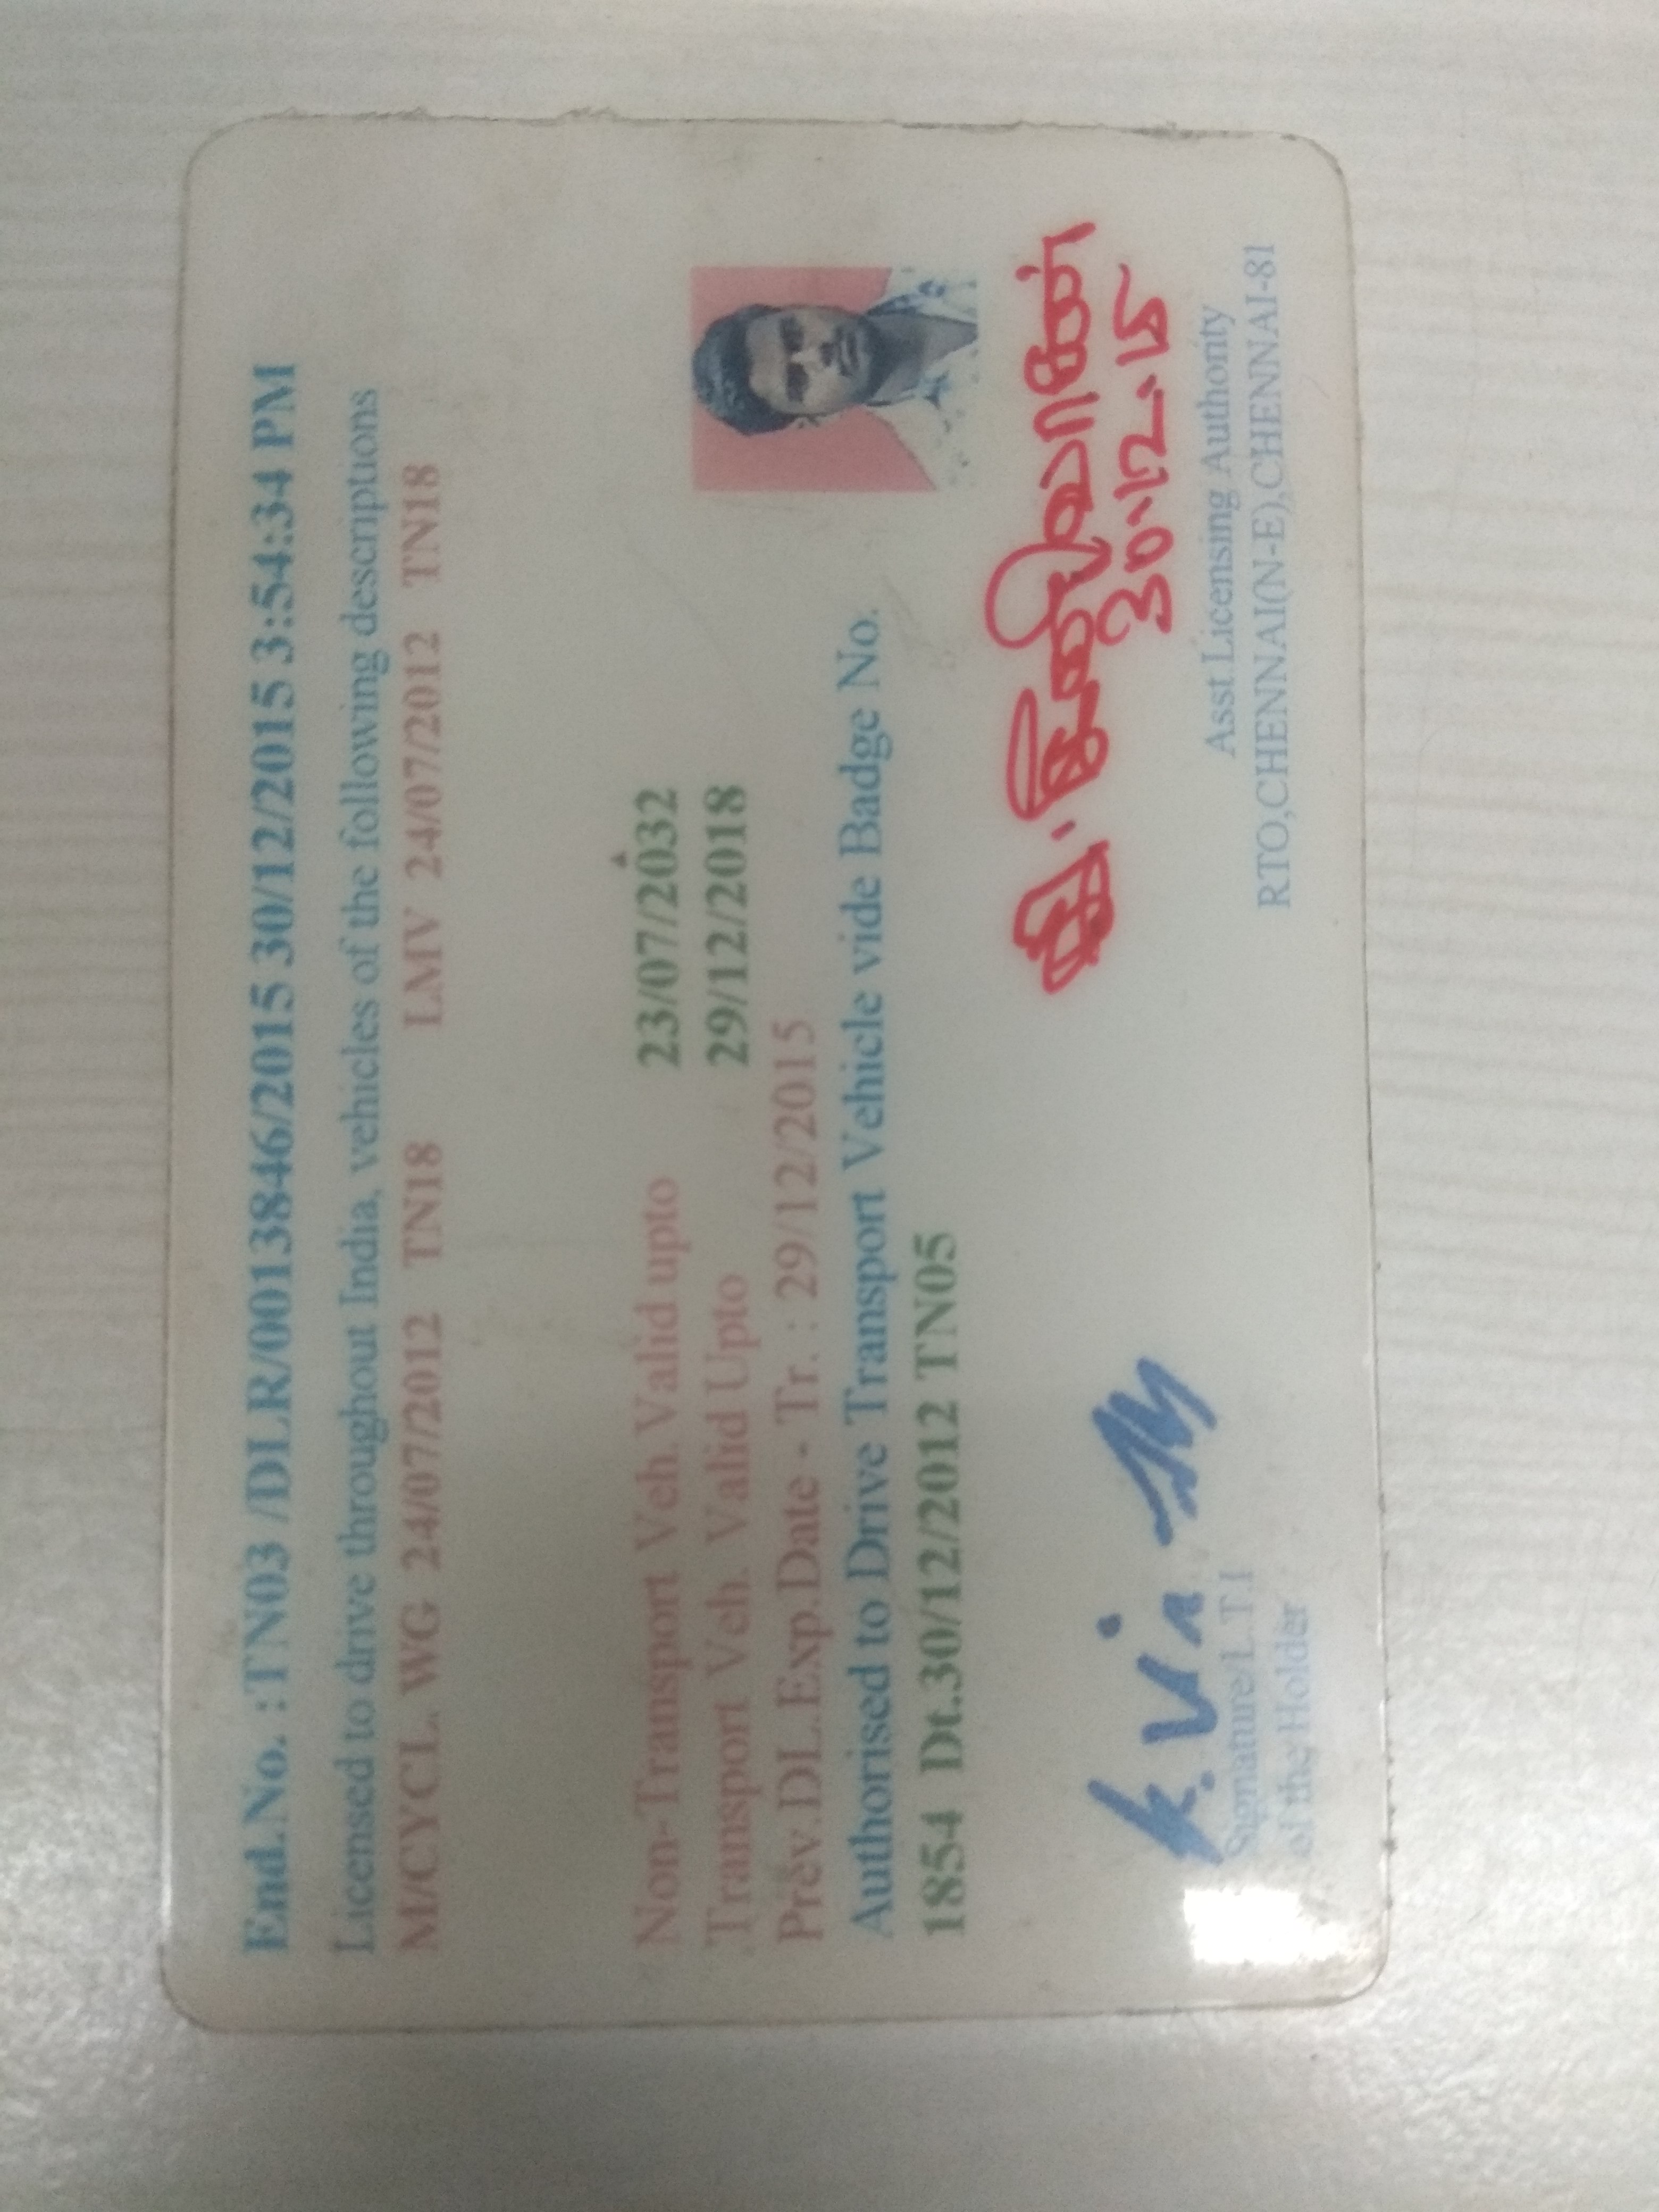 End.No. :TN03 /DLR/0013846/2015 30/12/2015 3:54:34 PM
Licensed to drive throughout India, vehicles of the following descriptions
M/CYCL. WG 24/07/2012 TN18 LMV 24/07/2012 TN18
Non-Transport Veh. Valid upto 23/07/2032
Transport Veh. Valid Upto 29/12/2018
Prev.DL.Exp.Date - Tr. : 29/12/2015
Authorised to Drive Transport Vehicle vide Badge No.
1854 Dt.30/12/2012 TN05
30.12.15
K.
Signature/L.T.I
of the Holder
Asst Licensing Authority
RTO,CHENNAI(N-E),CHENNAI-81